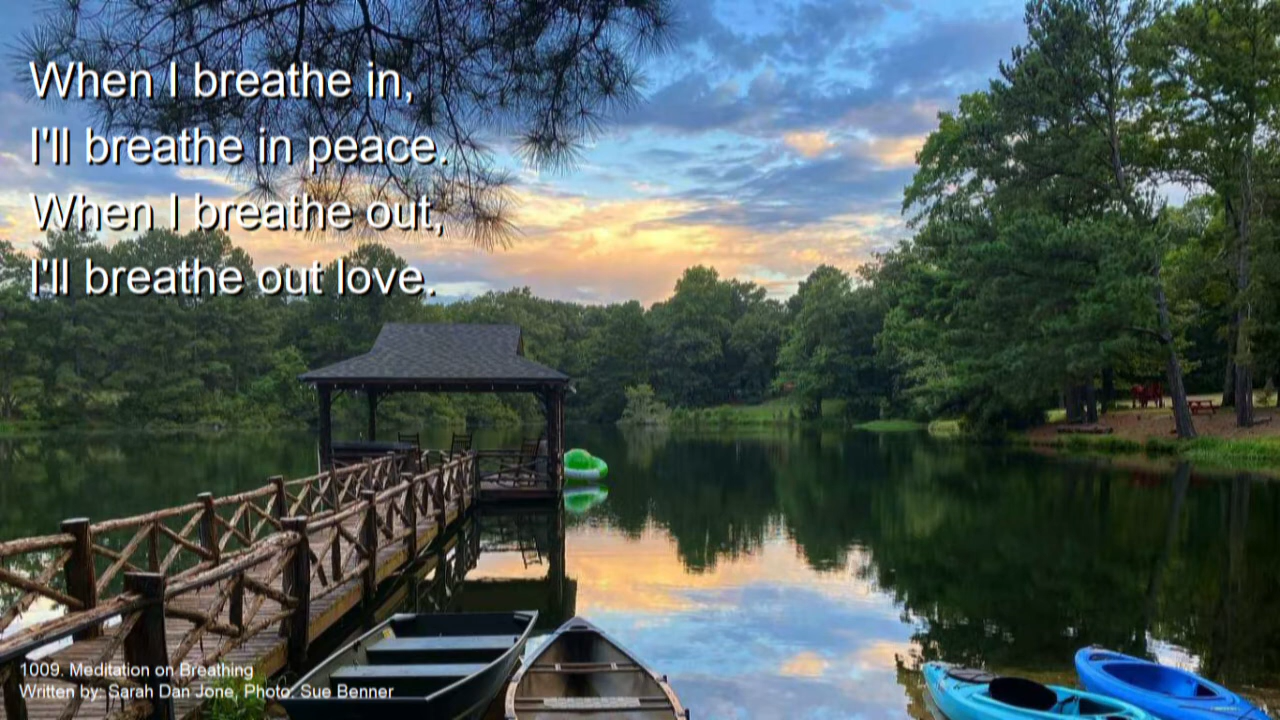 When I breathe in,
I'll breathe in peace.
When I breathe out,
I'll breathe out love.
1009. Meditation on Breathing
Written by: Sarah Dan Jone, Photo: Sue Benner